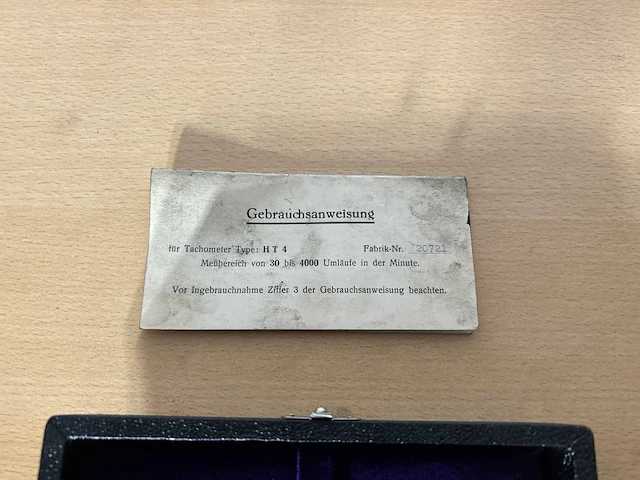 Gebrauchsanweisung
für Tachometer Type: H T 4 Fabrik-Nr. 20721
Meßbereich von 30 bis 4000 Umläufe in der Minute.
Vor Ingebrauchnahme Ziffer 3 der Gebrauchsanweisung beachten.